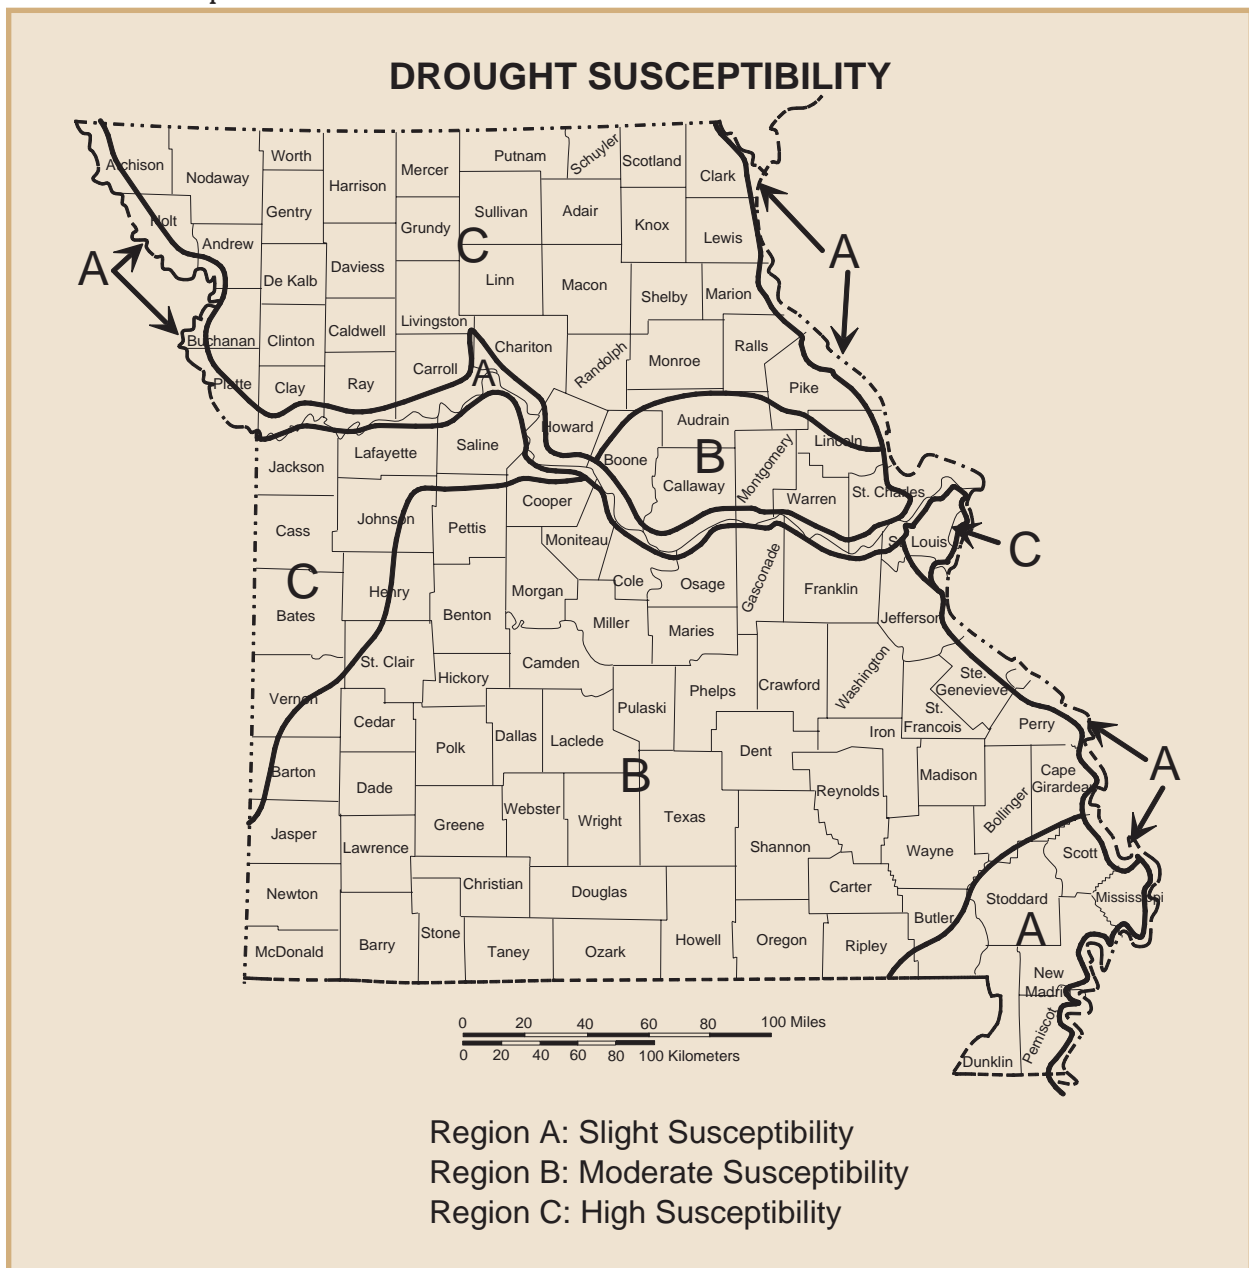 DROUGHT SUSCEPTIBILITY
Atchison
Nodaway
Worth
Harrison
Mercer
Putnam
Schuyler
Scotland
Clark
Holt
Andrew
Gentry
Grundy
Sullivan
Adair
Knox
Lewis
A
C
A
De Kalb
Daviess
Linn
Macon
Shelby
Marion
Buchanan
Clinton
Caldwell
Livingston
Chariton
Randolph
Monroe
Ralls
Platte
Clay
Ray
Carroll
A
Pike
Howard
Audrain
Jackson
Lafayette
Saline
Boone
B
Callaway
Montgomery
Lincoln
Warren
St. Charles
Cass
Johnson
Pettis
Cooper
Moniteau
St. Louis
C
C
Bates
Henry
Benton
Morgan
Cole
Osage
Gasconade
Franklin
Miller
Maries
Jefferson
Vernon
St. Clair
Hickory
Camden
Pulaski
Phelps
Crawford
Washington
Ste.
Genevieve
St.
Francois
Cedar
Polk
Dallas
Laclede
Iron
Perry
Barton
Dade
B
Dent
Reynolds
Madison
Bollinger
Cape
Girardeau
A
Jasper
Lawrence
Greene
Webster
Wright
Texas
Shannon
Wayne
Scott
Newton
Christian
Douglas
Carter
Stoddard
Mississippi
McDonald
Barry
Stone
Taney
Ozark
Howell
Oregon
Ripley
Butler
A
New
Madrid
Pemiscot
Dunklin
0 20 40 60 80 100 Miles
0 20 40 60 80 100 Kilometers
Region A: Slight Susceptibility
Region B: Moderate Susceptibility
Region C: High Susceptibility